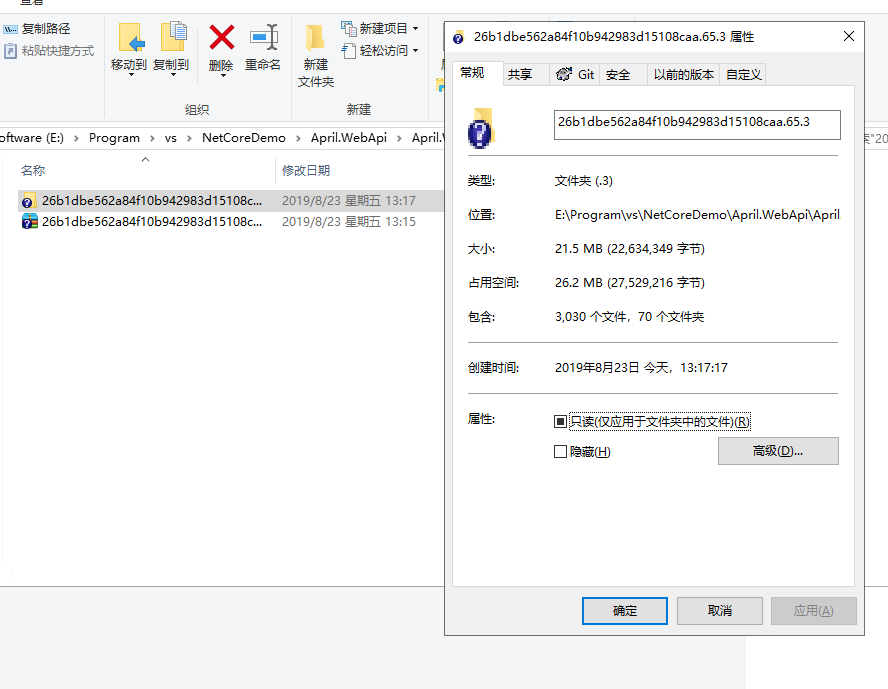 查看
复制路径
粘贴快捷方式
移动到
复制到
删除
重命名
新建
文件夹
新建项目
轻松访问
组织
新建
oftware (E:) > Program > vs > NetCoreDemo > April.WebApi > April.
名称
修改日期
26b1dbe562a84f10b942983d15108c...
2019/8/23 星期五 13:17
26b1dbe562a84f10b942983d15108c...
2019/8/23 星期五 13:15
26b1dbe562a84f10b942983d15108caa.65.3 属性
常规
共享
Git
安全
以前的版本
自定义
26b1dbe562a84f10b942983d15108caa.65.3
类型:
文件夹 (.3)
位置:
E:\Program\vs\NetCoreDemo\April.WebApi\April
大小:
21.5 MB (22,634,349 字节)
占用空间:
26.2 MB (27,529,216 字节)
包含:
3,030 个文件，70 个文件夹
创建时间:
2019年8月23日 今天，13:17:17
属性:
只读(仅应用于文件夹中的文件)(R)
隐藏(H)
高级(D)...
确定
取消
应用(A)
"20